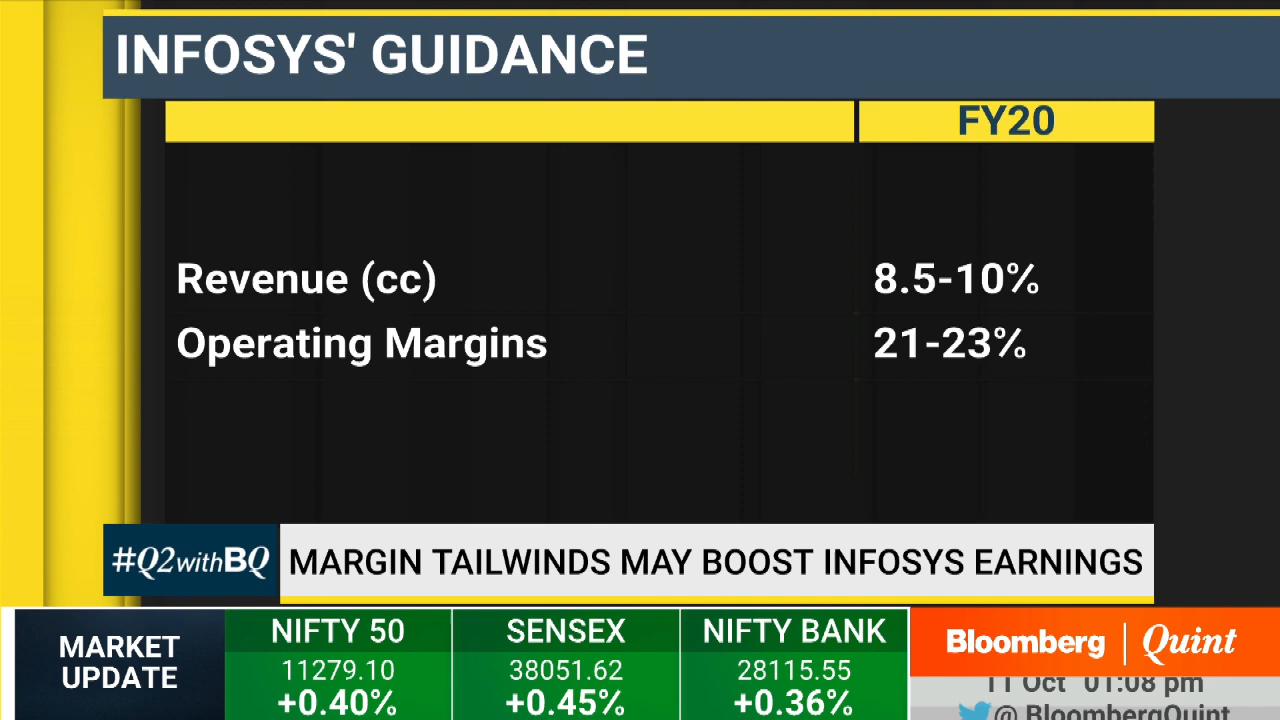 INFOSYS' GUIDANCE
FY20
Revenue (cc) 8.5-10%
Operating Margins 21-23%
#Q2withBQ MARGIN TAILWINDS MAY BOOST INFOSYS EARNINGS
MARKET UPDATE
NIFTY 50
11279.10
+0.40%
SENSEX
38051.62
+0.45%
NIFTY BANK
28115.55
+0.36%
Bloomberg | Quint
11 Oct 01:08 pm
@ BloombergQuint